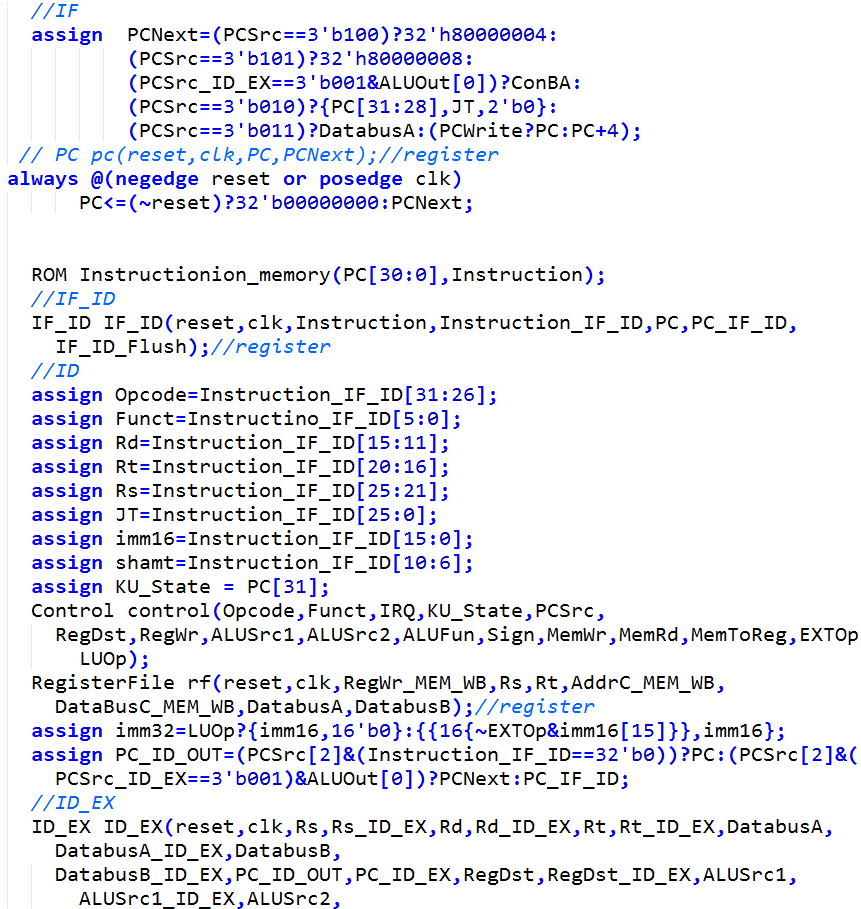 //IF
assign  PCNext=(PCSrc==3'b100)?32'h80000004:
(PCSrc==3'b101)?32'h80000008:
(PCSrc_ID_EX==3'b001&ALUOut[0])?ConBA:
(PCSrc==3'b010)?{PC[31:28],JT,2'b0}:
(PCSrc==3'b011)?DatabusA:(PCWrite?PC:PC+4);
// PC pc(reset,clk,PC,PCNext);//register
always @(negedge reset or posedge clk)
PC<=(~reset)?32'b00000000:PCNext;
ROM Instructionion_memory(PC[30:0],Instruction);
//IF_ID
IF_ID IF_ID(reset,clk,Instruction,Instruction_IF_ID,PC,PC_IF_ID,
IF_ID_Flush);//register
//ID
assign Opcode=Instruction_IF_ID[31:26];
assign Funct=Instructino_IF_ID[5:0];
assign Rd=Instruction_IF_ID[15:11];
assign Rt=Instruction_IF_ID[20:16];
assign Rs=Instruction_IF_ID[25:21];
assign JT=Instruction_IF_ID[25:0];
assign imm16=Instruction_IF_ID[15:0];
assign shamt=Instruction_IF_ID[10:6];
assign KU_State = PC[31];
Control control(Opcode,Funct,IRQ,KU_State,PCSrc,
RegDst,RegWr,ALUSrc1,ALUSrc2,ALUFun,Sign,MemWr,MemRd,MemToReg,EXTOp
LUOp);
RegisterFile rf(reset,clk,RegWr_MEM_WB,Rs,Rt,AddrC_MEM_WB,
DataBusC_MEM_WB,DatabusA,DatabusB);//register
assign imm32=LUOp?{imm16,16'b0}:{{16{~EXTOp&imm16[15]}},imm16};
assign PC_ID_OUT=(PCSrc[2]&(Instruction_IF_ID==32'b0))?PC:(PCSrc[2]&(
PCSrc_ID_EX==3'b001)&ALUOut[0])?PCNext:PC_IF_ID;
//ID_EX
ID_EX ID_EX(reset,clk,Rs,Rs_ID_EX,Rd,Rd_ID_EX,Rt,Rt_ID_EX,DatabusA,
DatabusA_ID_EX,DatabusB,
DatabusB_ID_EX,PC_ID_OUT,PC_ID_EX,RegDst,RegDst_ID_EX,ALUSrc1,
ALUSrc1_ID_EX,ALUSrc2,